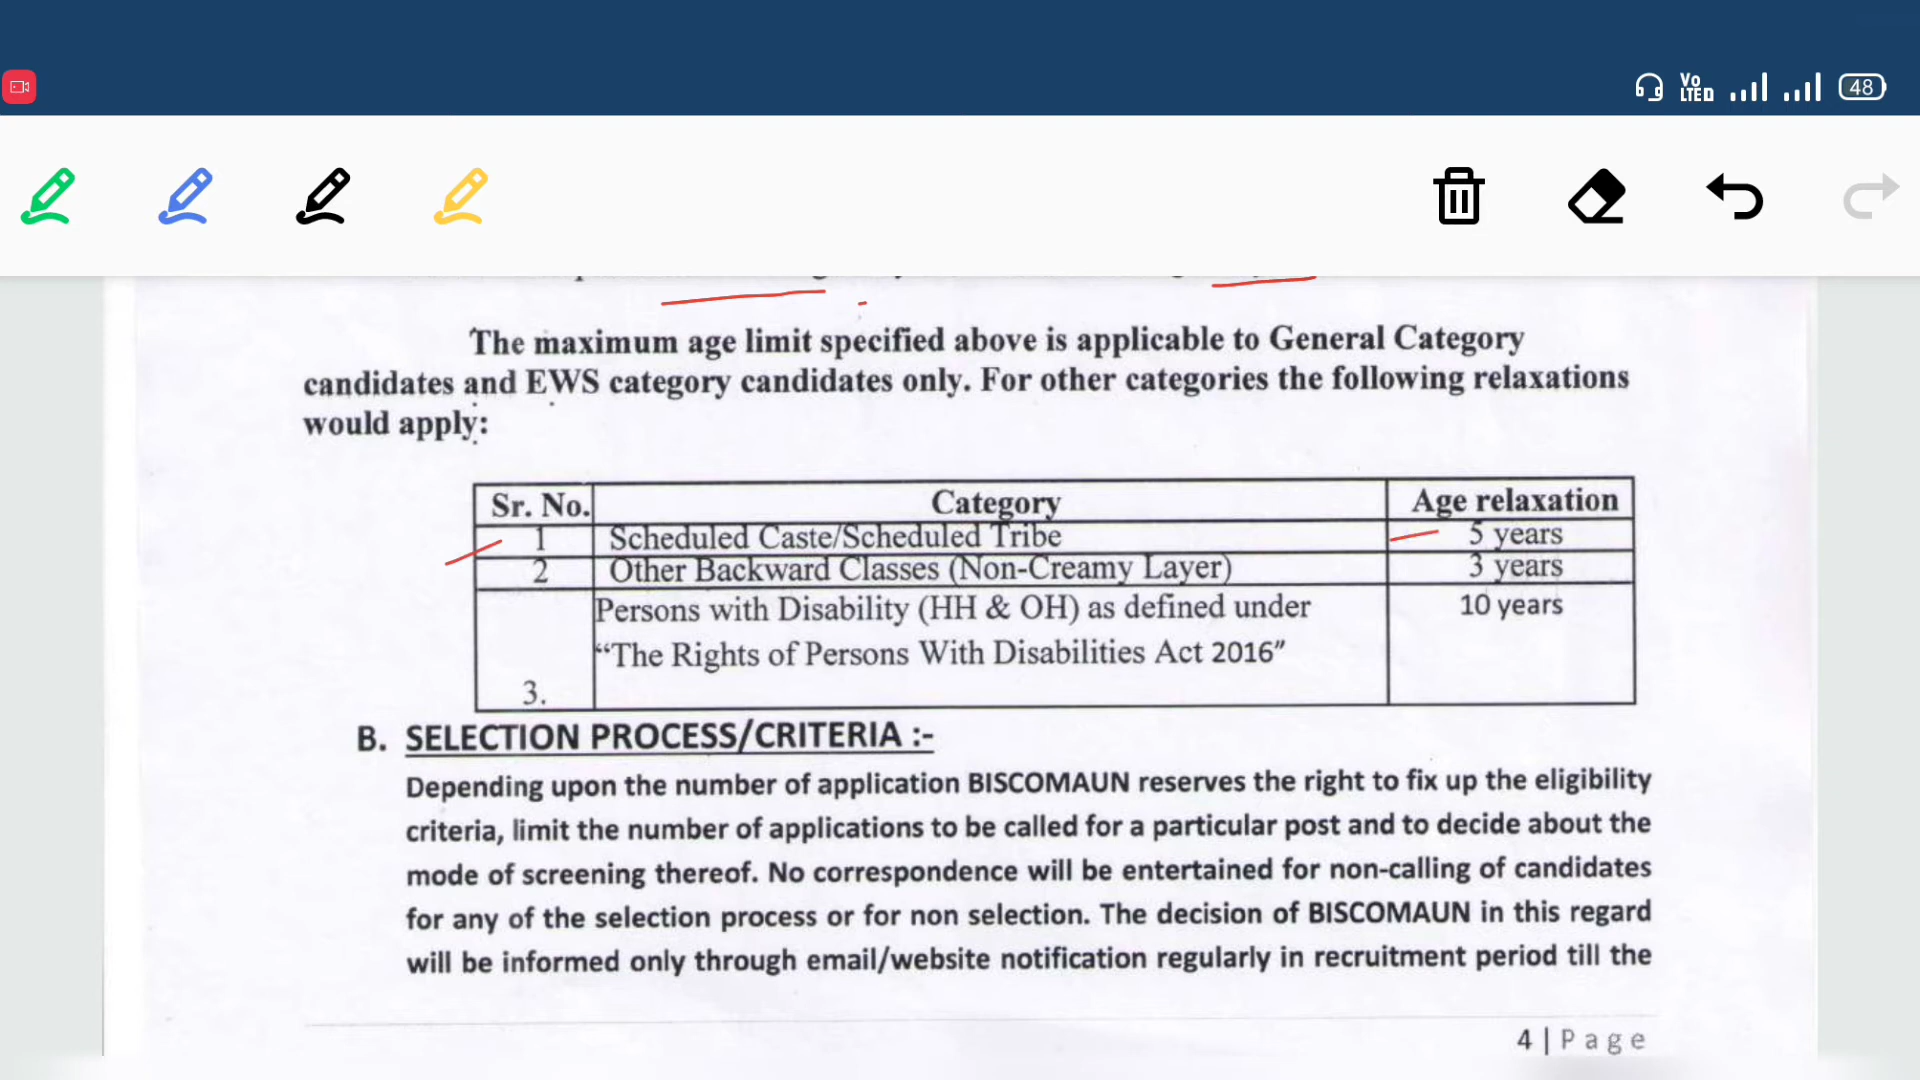 Vo
LTED
48
The maximum age limit specified above is applicable to General Category
candidates and EWS category candidates only. For other categories the following relaxations
would apply:
Sr. No. Category Age relaxation
1 Scheduled Caste/Scheduled Tribe 5 years
2 Other Backward Classes (Non-Creamy Layer) 3 years
Persons with Disability (HH & OH) as defined under 10 years
“The Rights of Persons With Disabilities Act 2016”
3.
B. SELECTION PROCESS/CRITERIA :-
Depending upon the number of application BISCOMAUN reserves the right to fix up the eligibility
criteria, limit the number of applications to be called for a particular post and to decide about the
mode of screening thereof. No correspondence will be entertained for non-calling of candidates
for any of the selection process or for non selection. The decision of BISCOMAUN in this regard
will be informed only through email/website notification regularly in recruitment period till the
4 | Page